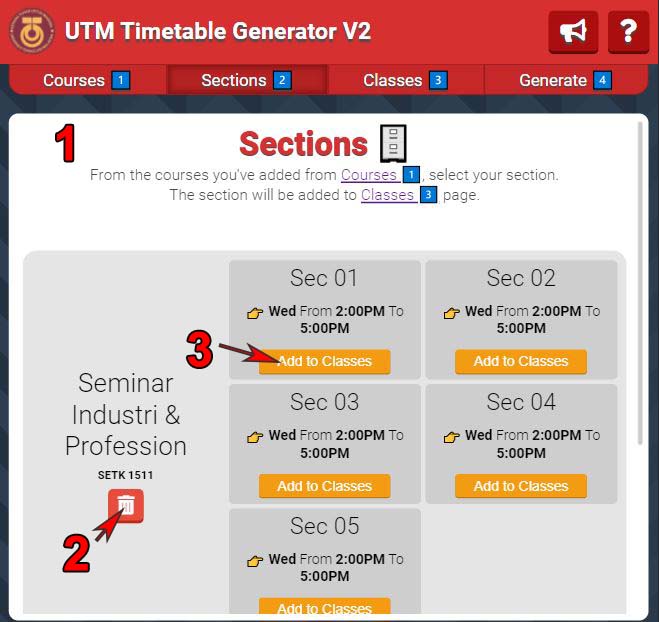 UTM Timetable Generator V2
?
Courses 1
Sections 2
Classes 3
Generate 4
1
Sections
From the courses you've added from Courses 1, select your section.
The section will be added to Classes 3 page.
Seminar
Industri &
Profession
SETK 1511
2
3
Sec 01
Wed From 2:00PM To
5:00PM
Add to Classes
Sec 02
Wed From 2:00PM To
5:00PM
Add to Classes
Sec 03
Wed From 2:00PM To
5:00PM
Add to Classes
Sec 04
Wed From 2:00PM To
5:00PM
Add to Classes
Sec 05
Wed From 2:00PM To
5:00PM
Add to Classes